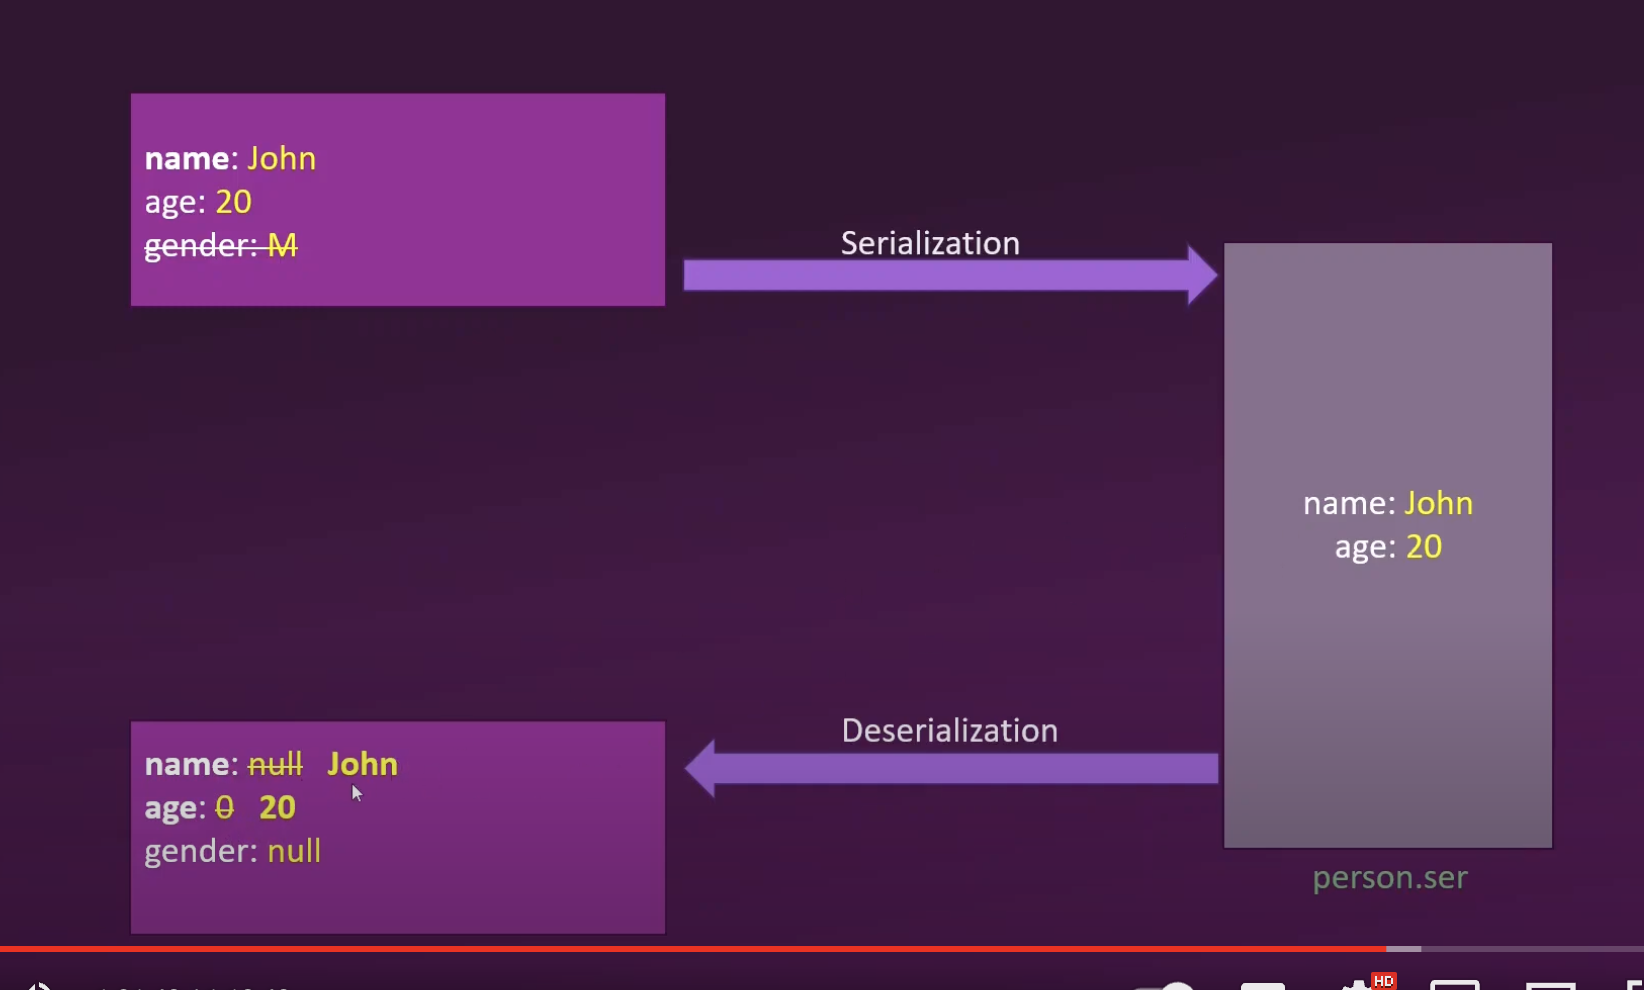 name: John
age: 20
gender: M
Serialization
name: John
age: 20
Deserialization
name: null John
age: 0 20
gender: null
person.ser
HD